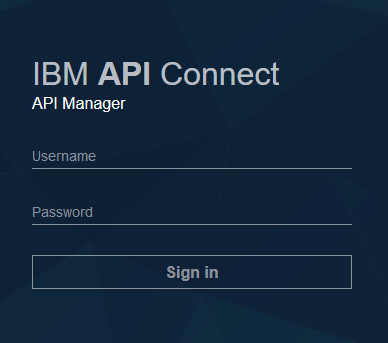 IBM API Connect
API Manager
Username
Password
Sign in